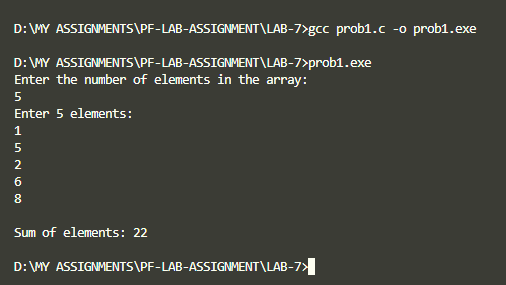 D:\MY ASSIGNMENTS\PF-LAB-ASSIGNMENT\LAB-7>gcc prob1.c -o prob1.exe
D:\MY ASSIGNMENTS\PF-LAB-ASSIGNMENT\LAB-7>prob1.exe
Enter the number of elements in the array:
5
Enter 5 elements:
1
5
2
6
8
Sum of elements: 22
D:\MY ASSIGNMENTS\PF-LAB-ASSIGNMENT\LAB-7>